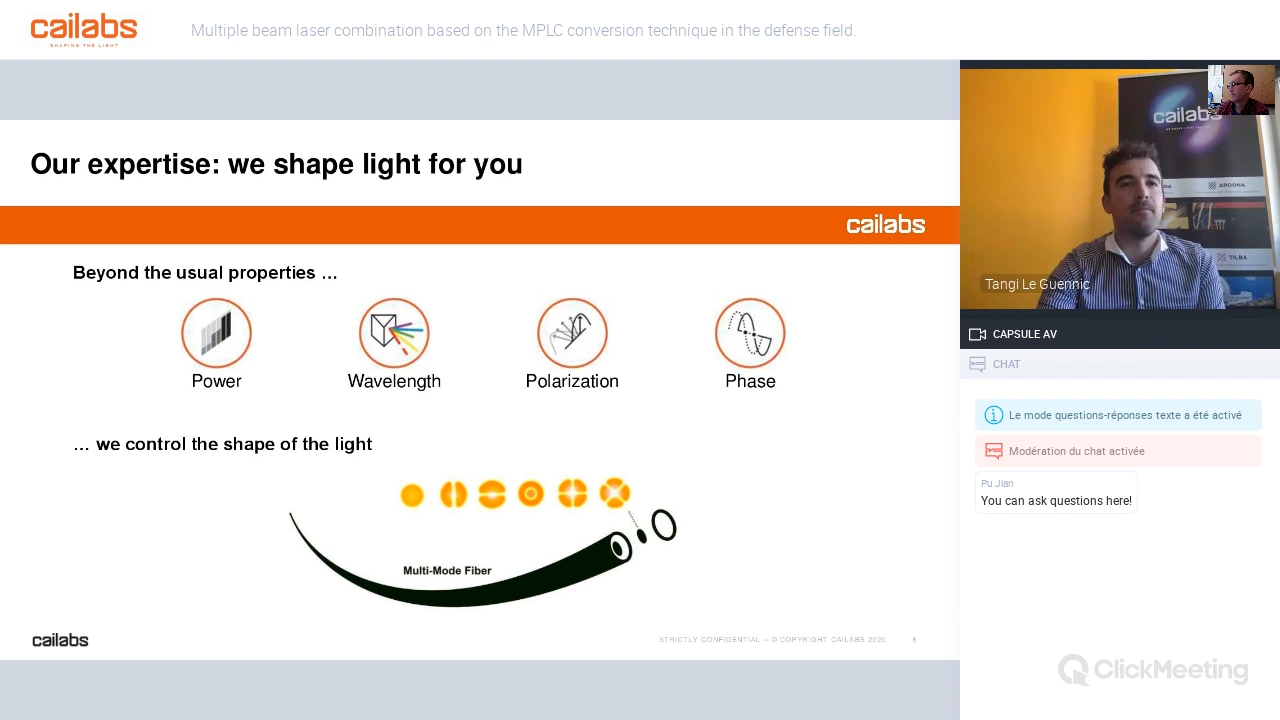 cailabs
SHAPING THE LIGHT
Multiple beam laser combination based on the MPLC conversion technique in the defense field.
Our expertise: we shape light for you
cailabs
Beyond the usual properties ...
Power
Wavelength
Polarization
Phase
... we control the shape of the light
Multi-Mode Fiber
cailabs
STRICTLY CONFIDENTIAL – © COPYRIGHT CAILABS 2020
cailabs
ARGONA
TILBA
Tangi Le Guennic
CAPSULE AV
CHAT
Le mode questions-réponses texte a été activé
Modération du chat activée
Pu Jian
You can ask questions here!
ClickMeeting